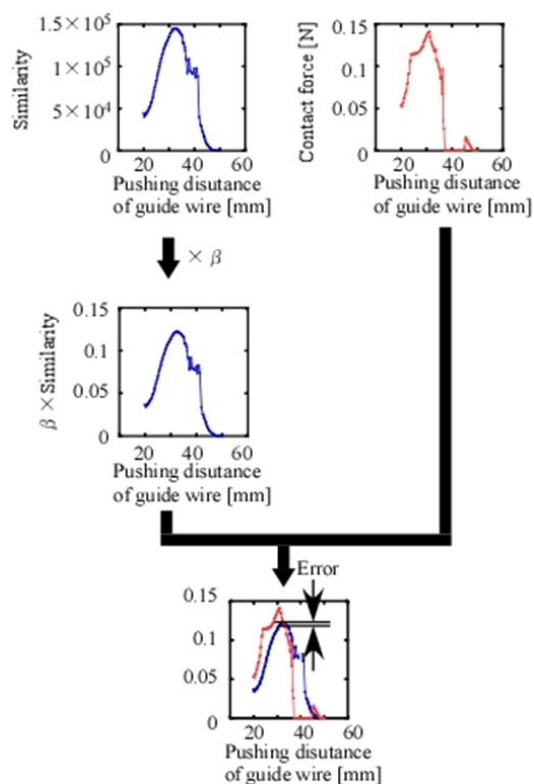 Similarity
1.5×10⁵
1×10⁵
5×10⁴
0
20 40 60
Pushing disutance
of guide wire [mm]
Contact force [N]
0.15
0.1
0.05
0
20 40 60
Pushing disutance
of guide wire [mm]
× β
β × Similarity
0.15
0.1
0.05
0
20 40 60
Pushing disutance
of guide wire [mm]
Error
0.15
0.1
0.05
0
20 40 60
Pushing disutance
of guide wire [mm]